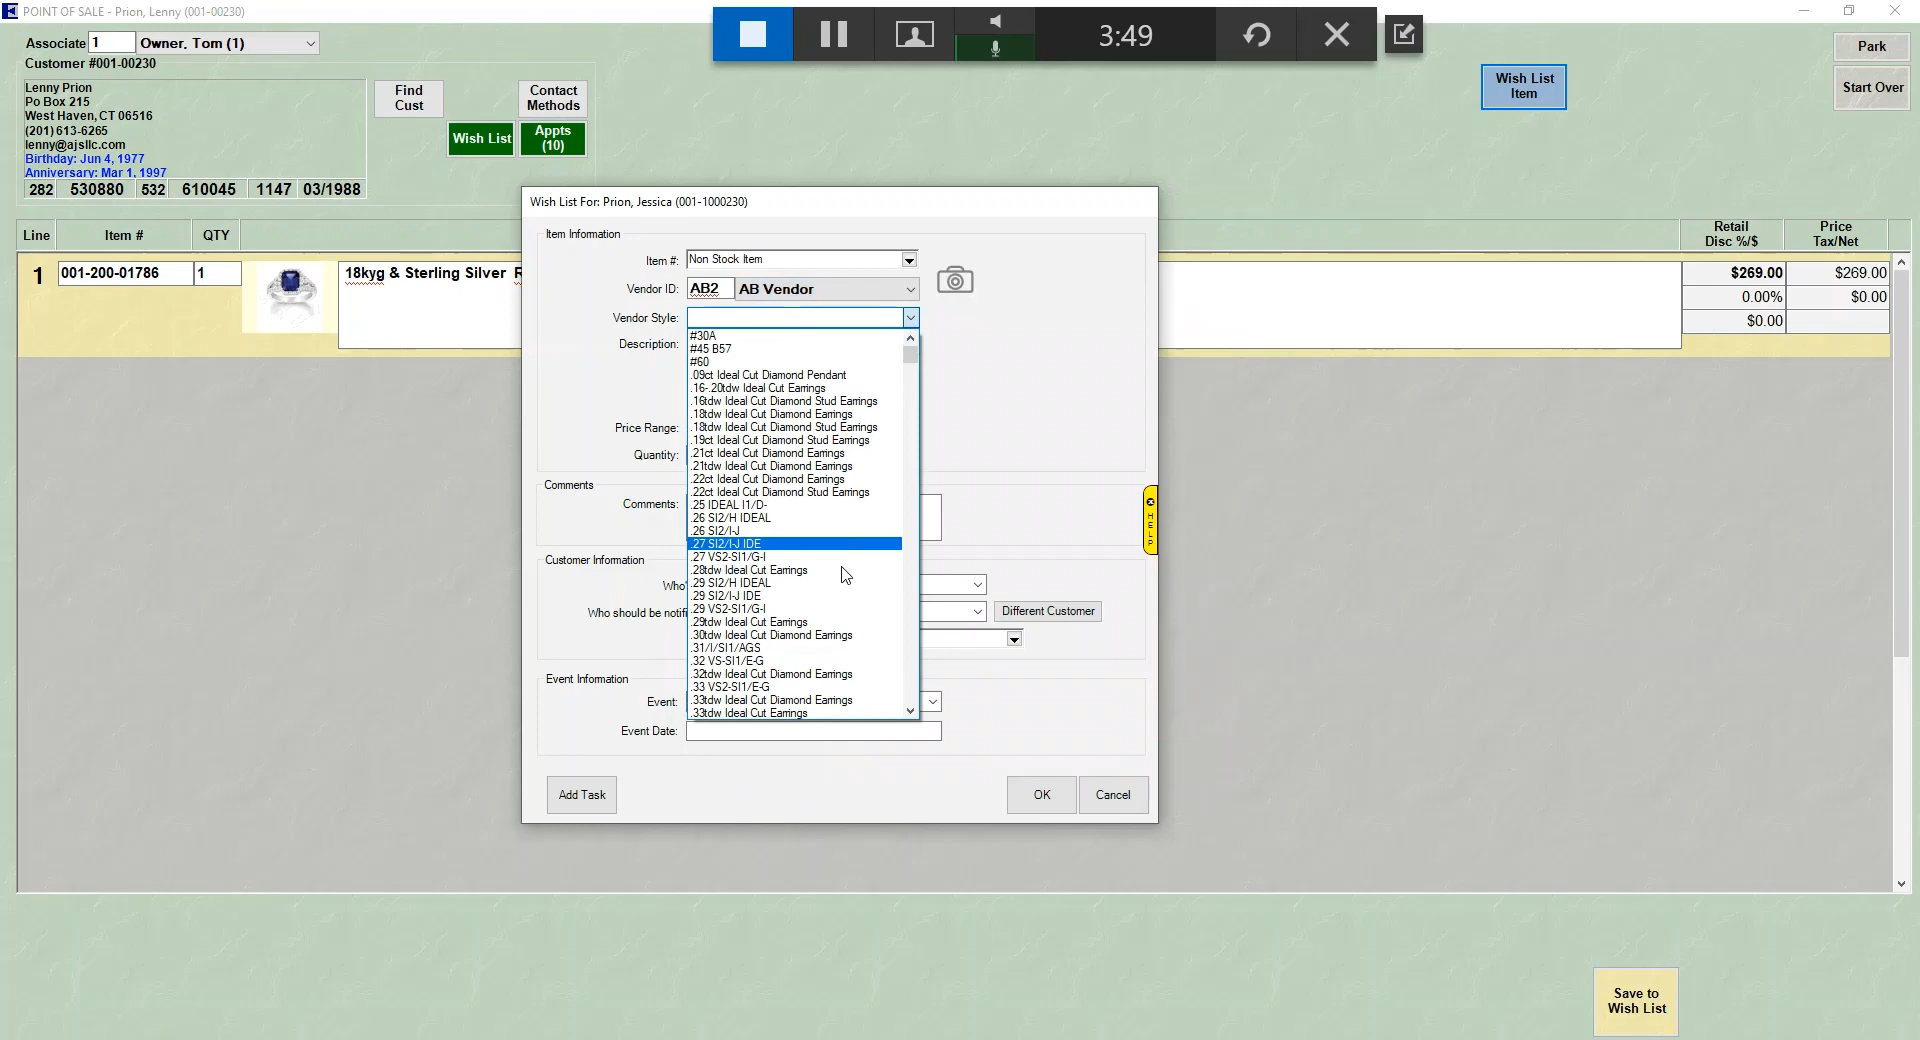 POINT OF SALE - Prion, Lenny (001-00230)
3:49
Associate 1 Owner, Tom (1)
Customer #001-00230
Lenny Prion
Po Box 215
West Haven, CT 06516
(201) 613-6265
lenny@ajsllc.com
Birthday: Jun 4, 1977
Anniversary: Mar 1, 1997
282 530880 532 610045 1147 03/1988
Find Cust
Contact Methods
Wish List
Appts (10)
Wish List Item
Park
Start Over
Line Item # QTY
Retail Disc %/$
Price Tax/Net
1 001-200-01786 1 18kyg & Sterling Silver
$269.00 $269.00
0.00% $0.00
$0.00
Wish List For: Prion, Jessica (001-1000230)
Item Information
Item #: Non Stock Item
Vendor ID: AB2 AB Vendor
Vendor Style:
Description:
Price Range:
Quantity:
#30A
#45 B57
#60
.09ct Ideal Cut Diamond Pendant
.16-.20tdw Ideal Cut Earrings
.16tdw Ideal Cut Diamond Stud Earrings
.18tdw Ideal Cut Diamond Earrings
.18tdw Ideal Cut Diamond Stud Earrings
.19ct Ideal Cut Diamond Stud Earrings
.21ct Ideal Cut Diamond Earrings
.21tdw Ideal Cut Diamond Earrings
.22ct Ideal Cut Diamond Earrings
.22ct Ideal Cut Diamond Stud Earrings
.25 IDEAL I1/D-
.26 SI2/H IDEAL
.26 SI2/I-J
.27 SI2/I-J IDE
.27 VS2-SI1/G-I
.28tdw Ideal Cut Earrings
.29 SI2/H IDEAL
.29 SI2/I-J IDE
.29 VS2-SI1/G-I
.29tdw Ideal Cut Earrings
.30tdw Ideal Cut Diamond Earrings
.31/I/SI1/AGS
.32 VS-SI1/E-G
.32tdw Ideal Cut Diamond Earrings
.33 VS2-SI1/E-G
.33tdw Ideal Cut Diamond Earrings
.33tdw Ideal Cut Earrings
Comments
Comments:
HELP
Customer Information
Who'
Who should be notifi
Different Customer
Event Information
Event:
Event Date:
Add Task
OK
Cancel
Save to Wish List